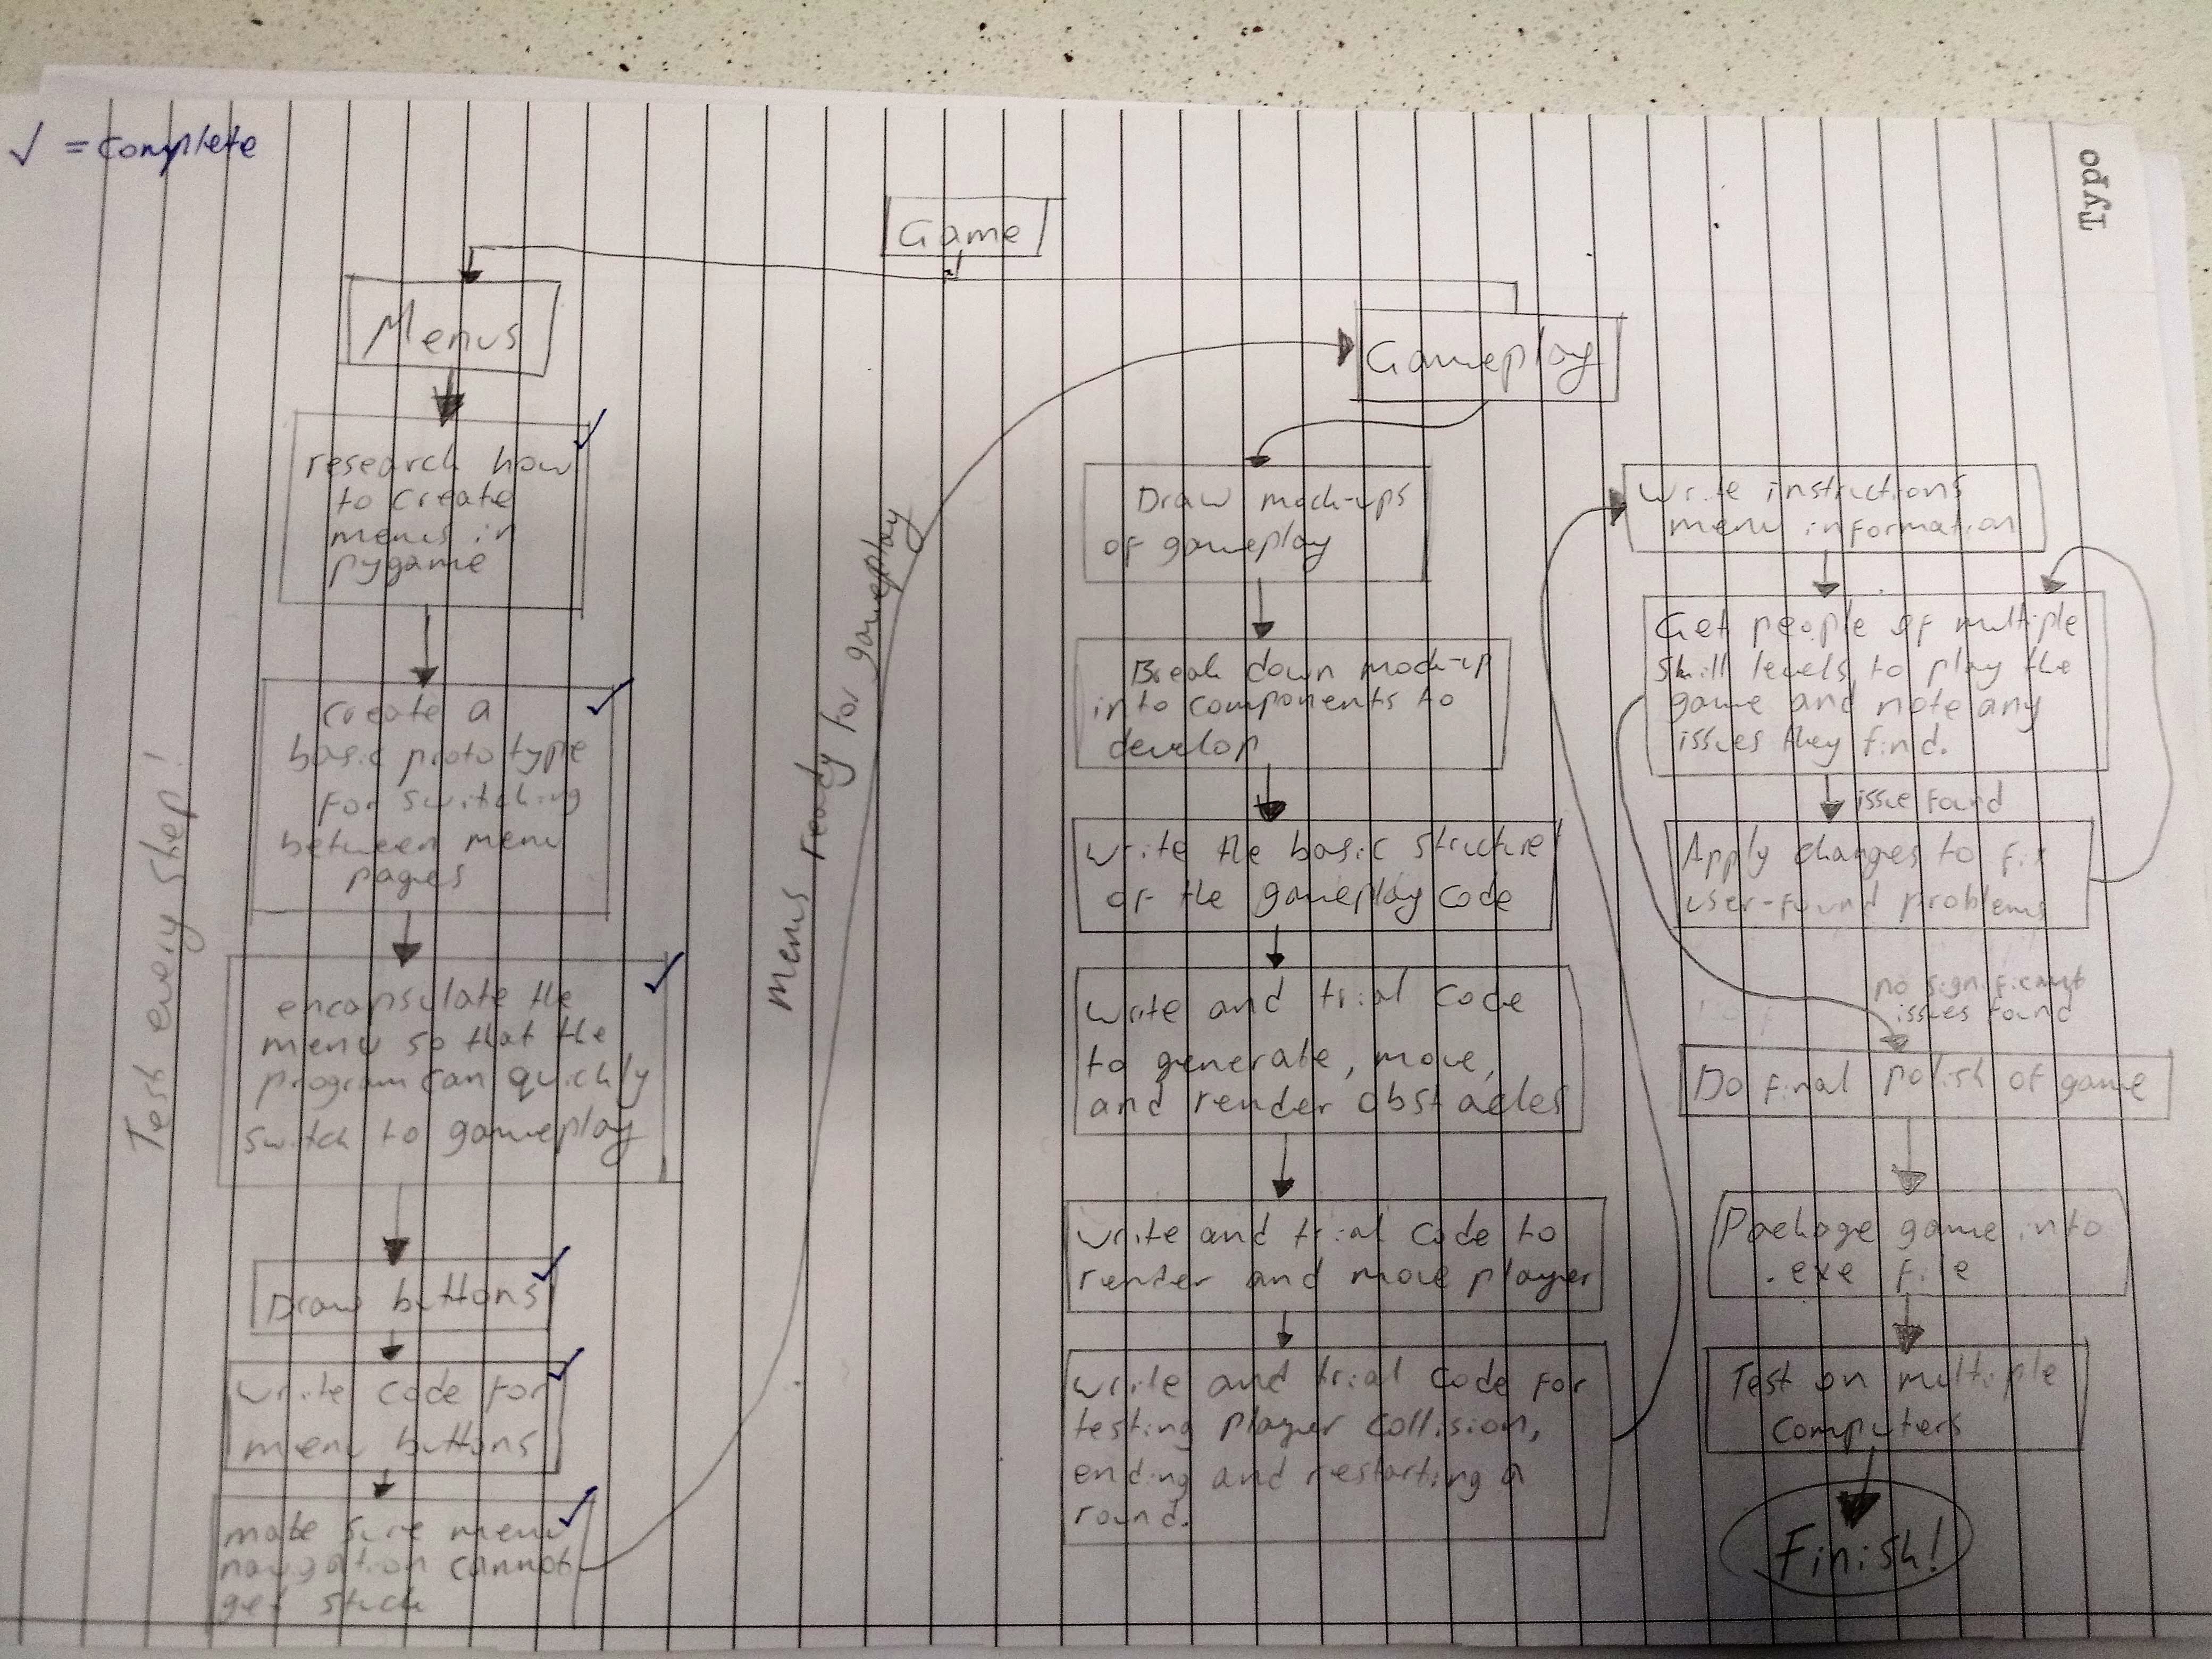 ✓ = complete
Typo
Game
Menus
research how
to create
menus in
pygame
create a
basic prototype
for switching
between menu
pages
encapsulate the
menu so that the
program can quickly
switch to gameplay
Draw buttons
write code for
menu buttons
make sure menu
navigation cannot
get stuck
Test every step!
Menus ready for gameplay
Gameplay
Draw mock-ups
of gameplay
Break down mock-up
into components to
develop
write the basic structure
of the gameplay code
write and trial code
to generate, move,
and render obstacles
write and trial code to
render and move player
write and trial code for
testing player collision,
ending and restarting a
round.
write instructions
menu information
Get people of multiple
skill levels to play the
game and note any
issues they find.
issue found
Apply changes to fix
user-found problems
no significant
issues found
Do final polish of game
Package game into
.exe file
Test on multiple
computers
Finish!